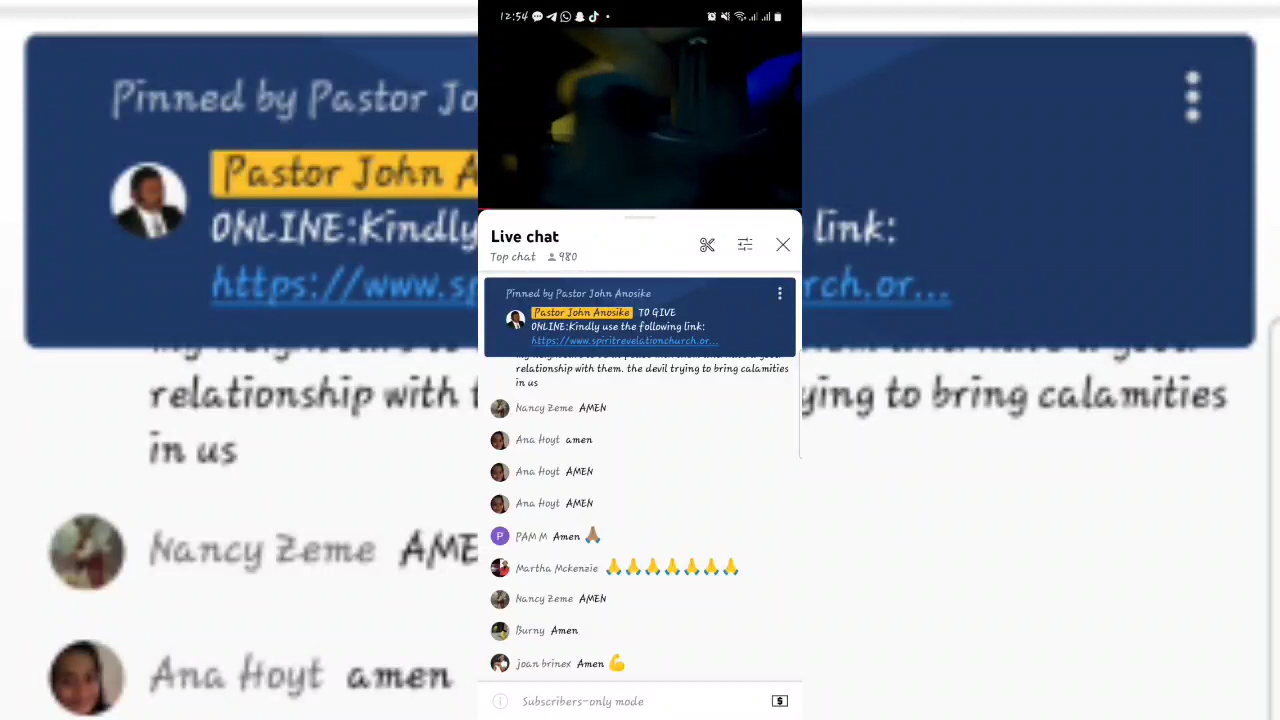 12:54
Live chat
Top chat 980
Pinned by Pastor John Anosike
Pastor John Anosike TO GIVE
ONLINE:Kindly use the following link:
https://www.spiritrevelationchurch.or...
relationship with them. the devil trying to bring calamities
in us
Nancy Zeme AMEN
Ana Hoyt amen
Ana Hoyt AMEN
Ana Hoyt AMEN
P PAM M Amen 🙏🏽
Martha Mckenzie 🙏🙏🙏🙏🙏🙏🙏
Nancy Zeme AMEN
Burny Amen
joan brinex Amen 💪
Subscribers-only mode
Pinned by Pastor Jo
Pastor John A
ONLINE:Kindly
link:
https://www.sp
rch.or...
relationship with t
ying to bring calamities
in us
Nancy Zeme AME
Ana Hoyt amen